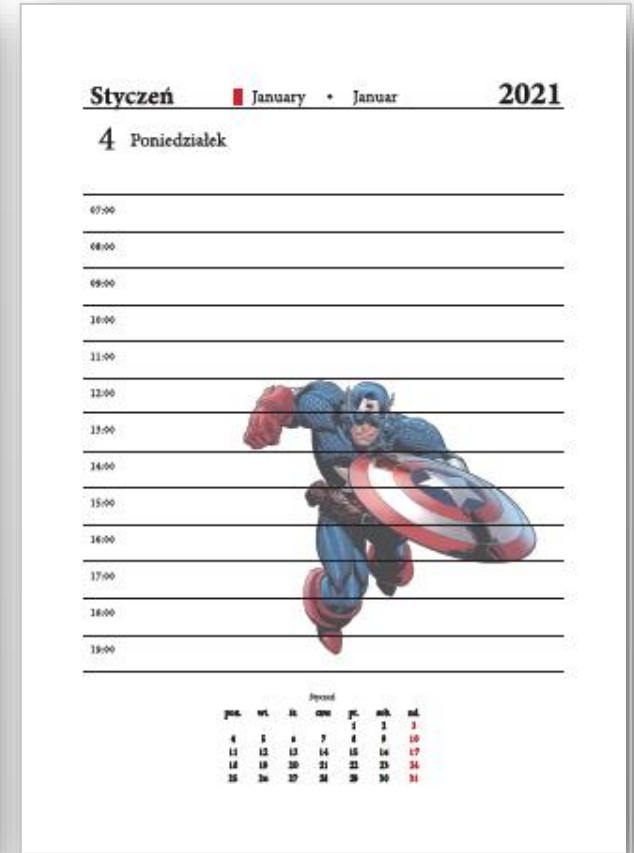 Styczeń January • Januar 2021
4 Poniedziałek
07:00
08:00
09:00
10:00
11:00
12:00
13:00
14:00
15:00
16:00
17:00
18:00
19:00
Styczeń
pon. wt. śr. czw. pt. sob. nd.
1 2 3
4 5 6 7 8 9 10
11 12 13 14 15 16 17
18 19 20 21 22 23 24
25 26 27 28 29 30 31